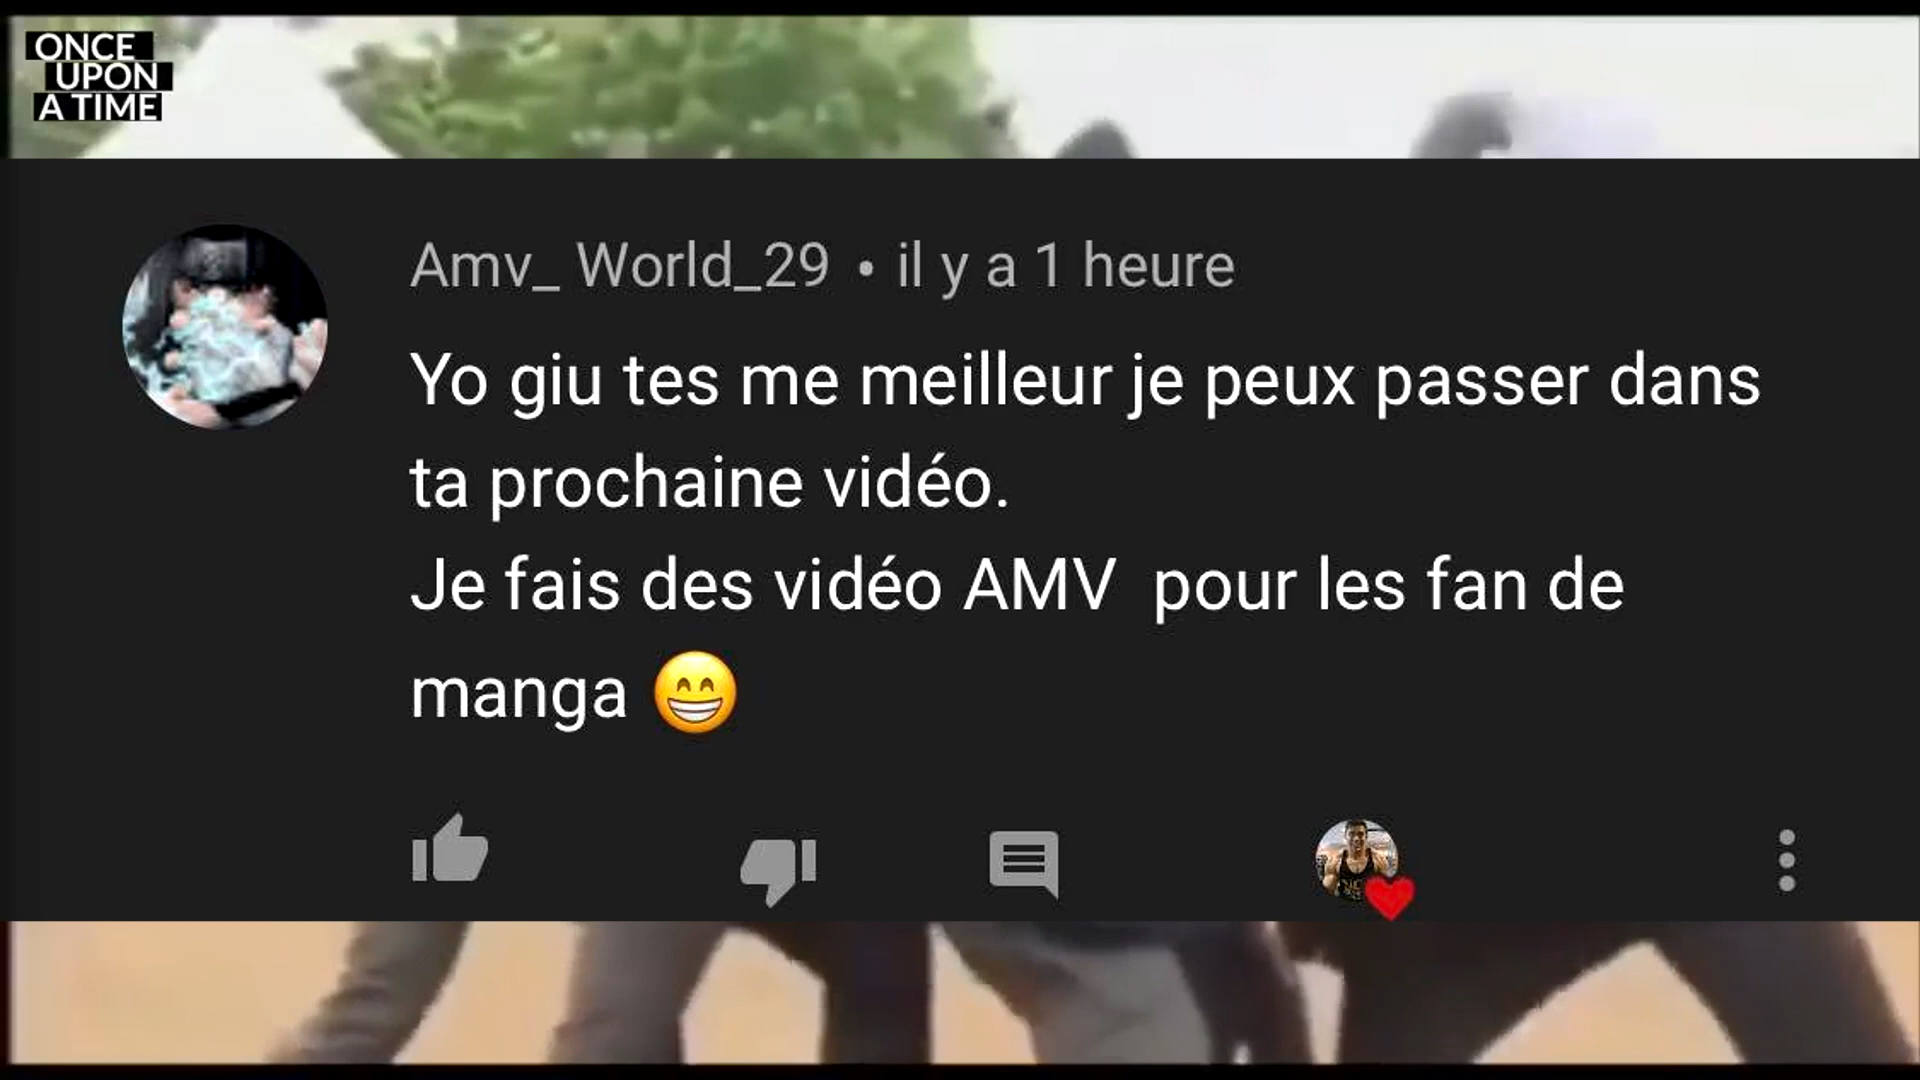 ONCE
UPON
A TIME
Amv_ World_29 • il y a 1 heure
Yo giu tes me meilleur je peux passer dans
ta prochaine vidéo.
Je fais des vidéo AMV  pour les fan de
manga 😁